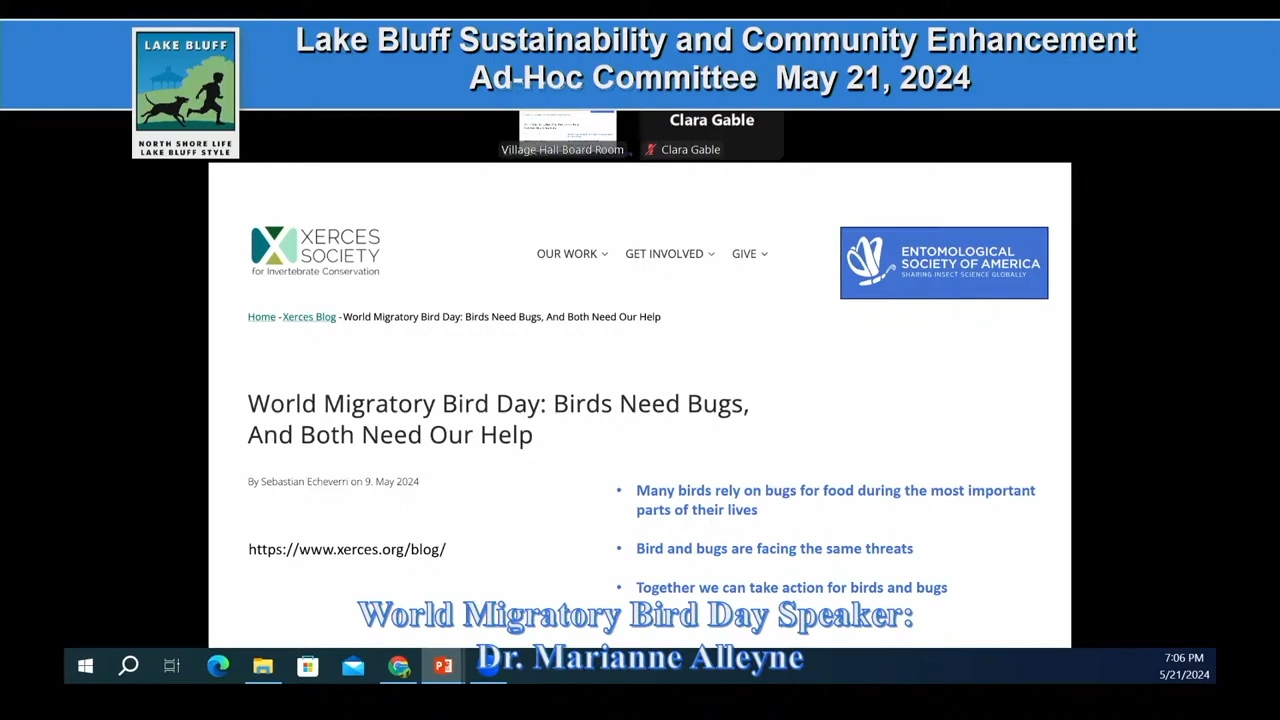 Lake Bluff Sustainability and Community Enhancement
Ad-Hoc Committee May 21, 2024
LAKE BLUFF
NORTH SHORE LIFE
LAKE BLUFF STYLE
Village Hall Board Room
Clara Gable
Clara Gable
XERCES
SOCIETY
for Invertebrate Conservation
OUR WORK
GET INVOLVED
GIVE
ENTOMOLOGICAL
SOCIETY OF AMERICA
SHARING INSECT SCIENCE GLOBALLY
Home - Xerces Blog - World Migratory Bird Day: Birds Need Bugs, And Both Need Our Help
World Migratory Bird Day: Birds Need Bugs,
And Both Need Our Help
By Sebastian Echeverri on 9. May 2024
https://www.xerces.org/blog/
• Many birds rely on bugs for food during the most important
parts of their lives
• Bird and bugs are facing the same threats
• Together we can take action for birds and bugs
World Migratory Bird Day Speaker:
Dr. Marianne Alleyne
7:06 PM
5/21/2024